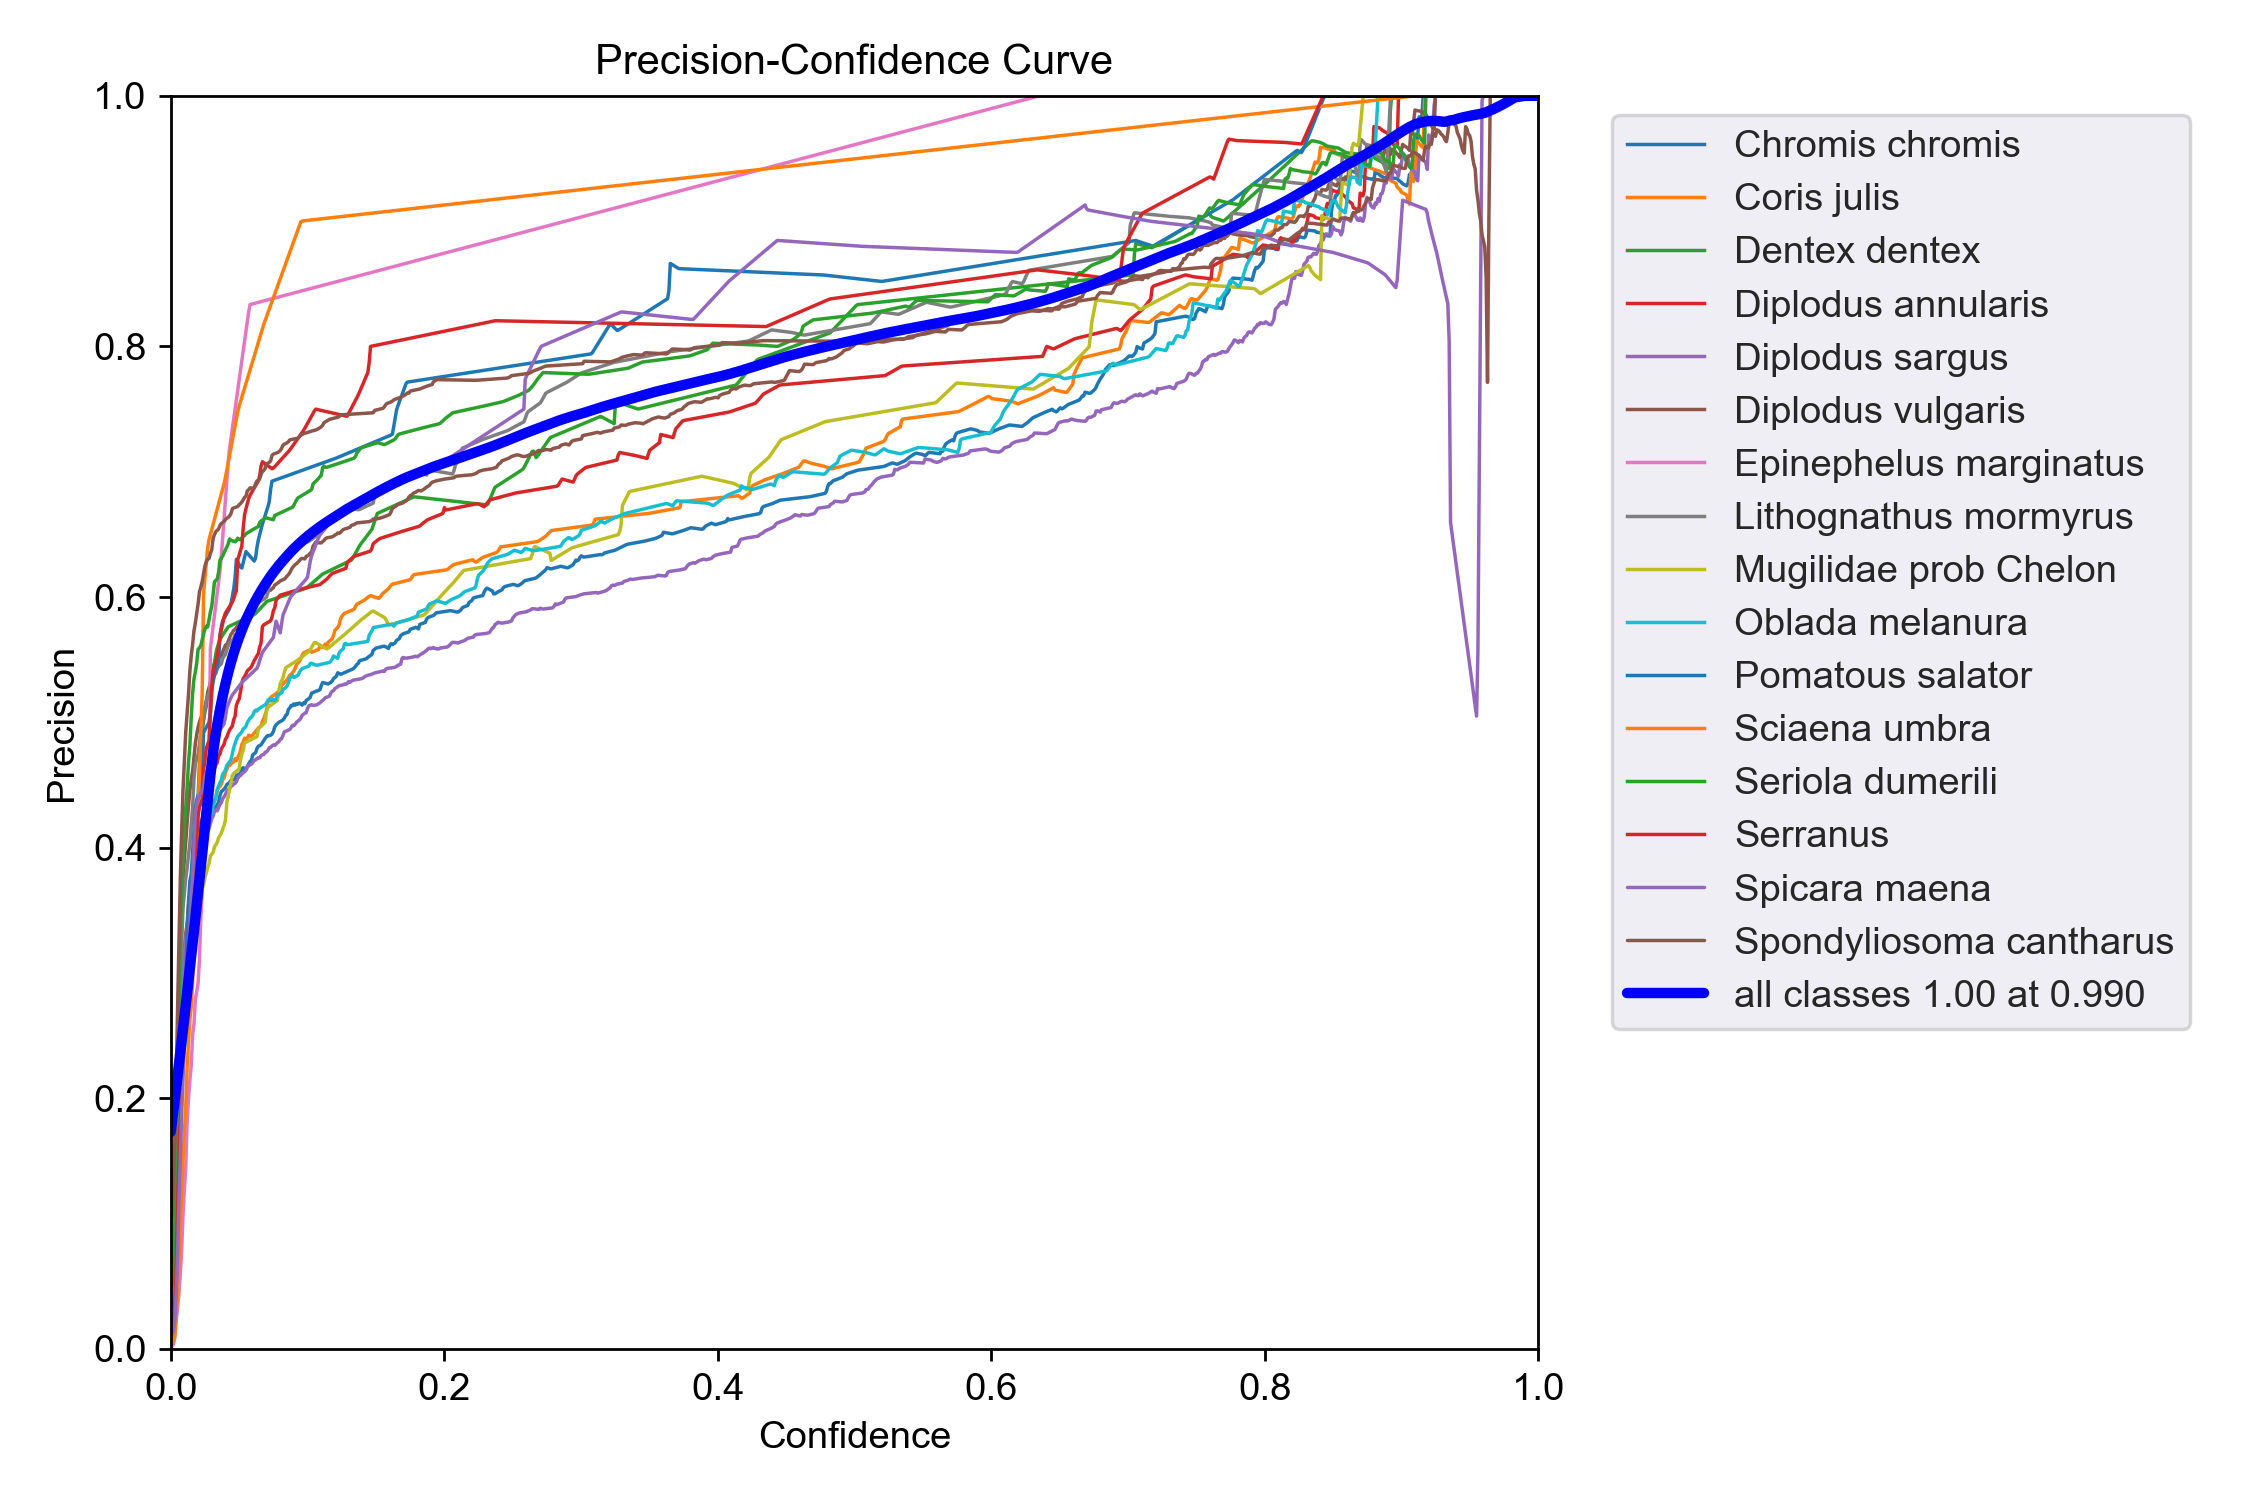 Precision-Confidence Curve
1.0
0.8
0.6
0.4
0.2
0.0
Precision
0.0 0.2 0.4 0.6 0.8 1.0
Confidence
Chromis chromis
Coris julis
Dentex dentex
Diplodus annularis
Diplodus sargus
Diplodus vulgaris
Epinephelus marginatus
Lithognathus mormyrus
Mugilidae prob Chelon
Oblada melanura
Pomatous salator
Sciaena umbra
Seriola dumerili
Serranus
Spicara maena
Spondyliosoma cantharus
all classes 1.00 at 0.990